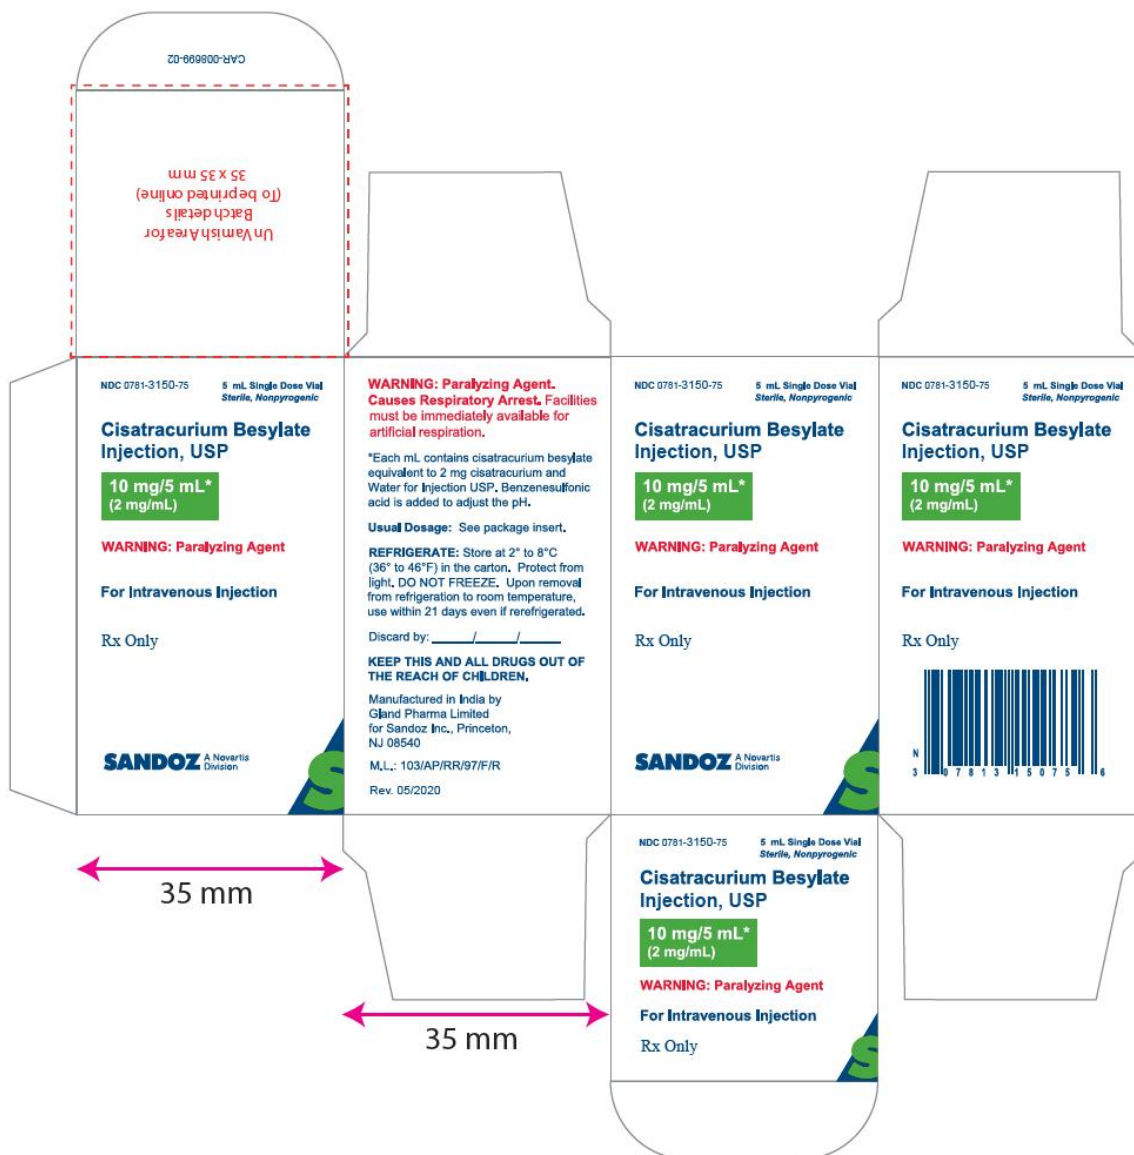 CAR-008699-02
Un Varnish Area for
Batch details
(To be printed online)
35 x 35 mm
NDC 0781-3150-75 5 mL Single Dose Vial
Sterile, Nonpyrogenic
Cisatracurium Besylate
Injection, USP
10 mg/5 mL*
(2 mg/mL)
WARNING: Paralyzing Agent
For Intravenous Injection
Rx Only
SANDOZ A Novartis
Division
S
WARNING: Paralyzing Agent.
Causes Respiratory Arrest. Facilities
must be immediately available for
artificial respiration.
*Each mL contains cisatracurium besylate
equivalent to 2 mg cisatracurium and
Water for Injection USP. Benzenesulfonic
acid is added to adjust the pH.
Usual Dosage: See package insert.
REFRIGERATE: Store at 2° to 8°C
(36° to 46°F) in the carton. Protect from
light. DO NOT FREEZE. Upon removal
from refrigeration to room temperature,
use within 21 days even if rerefrigerated.
Discard by: ______/______/______
KEEP THIS AND ALL DRUGS OUT OF
THE REACH OF CHILDREN.
Manufactured in India by
Gland Pharma Limited
for Sandoz Inc., Princeton,
NJ 08540
M.L.: 103/AP/RR/97/F/R
Rev. 05/2020
NDC 0781-3150-75 5 mL Single Dose Vial
Sterile, Nonpyrogenic
Cisatracurium Besylate
Injection, USP
10 mg/5 mL*
(2 mg/mL)
WARNING: Paralyzing Agent
For Intravenous Injection
Rx Only
SANDOZ A Novartis
Division
S
NDC 0781-3150-75 5 mL Single Dose Vial
Sterile, Nonpyrogenic
Cisatracurium Besylate
Injection, USP
10 mg/5 mL*
(2 mg/mL)
WARNING: Paralyzing Agent
For Intravenous Injection
Rx Only
N
3 07813 15075 6
35 mm
35 mm
NDC 0781-3150-75 5 mL Single Dose Vial
Sterile, Nonpyrogenic
Cisatracurium Besylate
Injection, USP
10 mg/5 mL*
(2 mg/mL)
WARNING: Paralyzing Agent
For Intravenous Injection
Rx Only
S